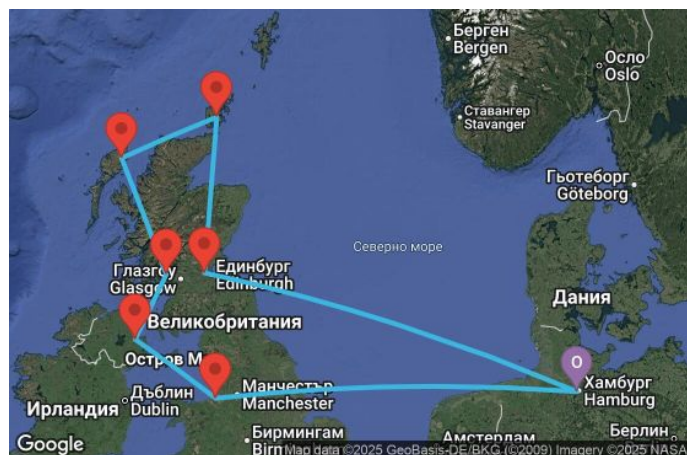 Берген
Bergen
Осло
Oslo
Ставангер
Stavanger
Гьотеборг
Göteborg
Северно море
Глазгоу
Glasgow
Единбург
Edinburgh
Дания
Великобритания
Остров М
Дъблин
Dublin
Ирландия
Манчестър
Manchester
О
Хамбург
Hamburg
Бирмингам
Амстердам
Берлин
Google
Map data ©2025 GeoBasis-DE/BKG (©2009) Imagery ©2025 NASA